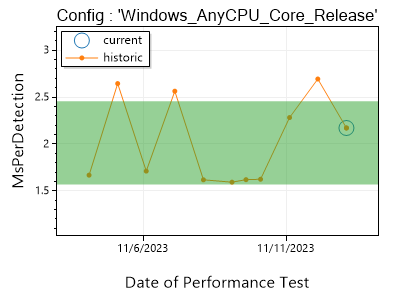 Config : 'Windows_AnyCPU_Core_Release'
current
historic
3
2.5
2
1.5
MsPerDetection
11/6/2023
11/11/2023
Date of Performance Test